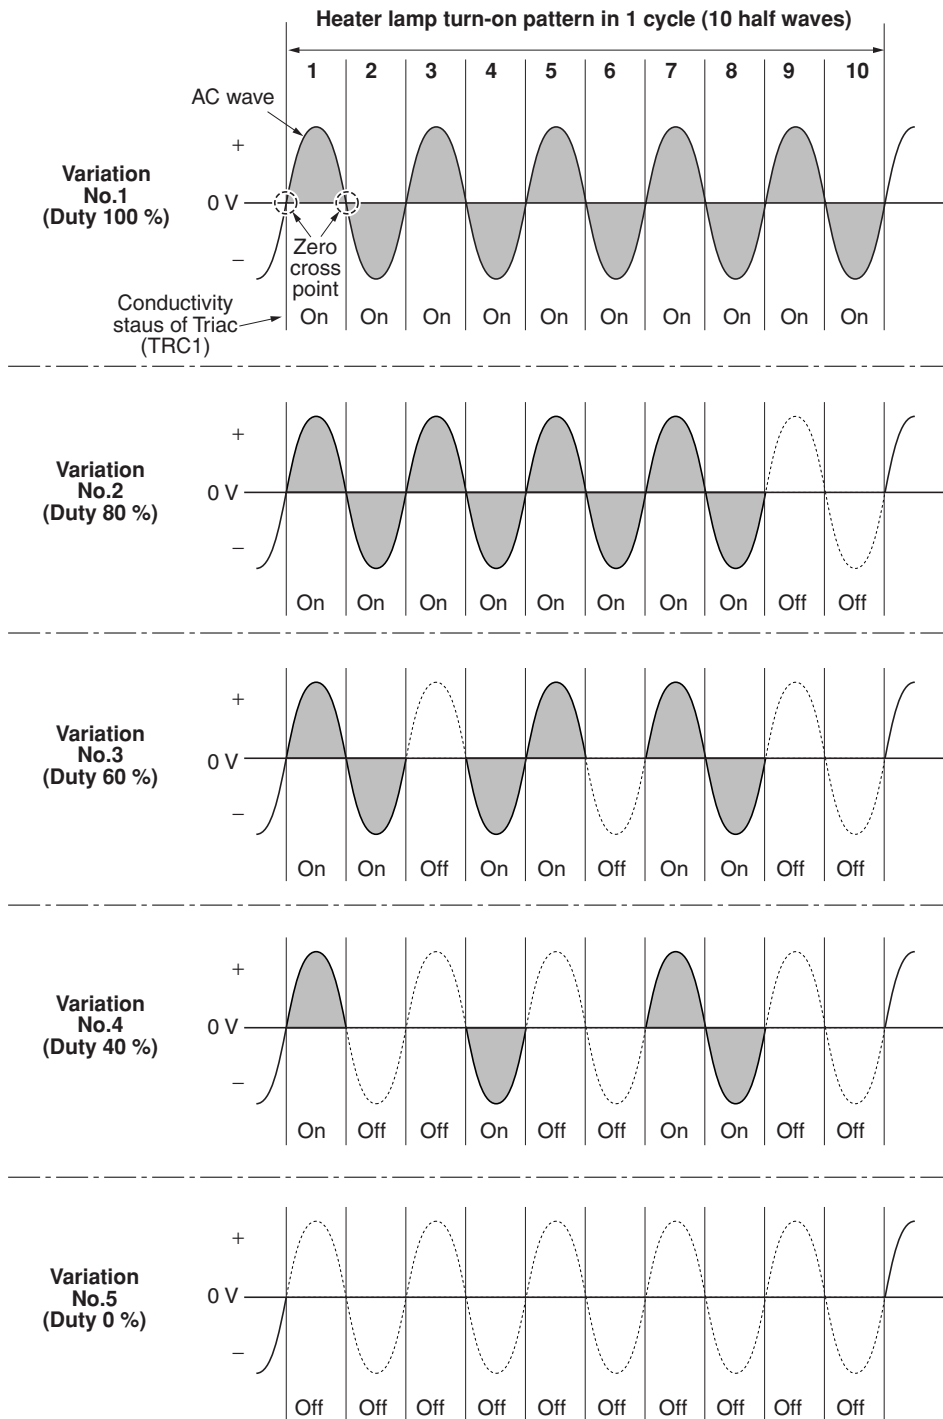 Heater lamp turn-on pattern in 1 cycle (10 half waves)
1 2 3 4 5 6 7 8 9 10
AC wave
+
Variation
No.1
(Duty 100 %)
0 V
−
Zero
cross
point
Conductivity
staus of Triac
(TRC1)
On On On On On On On On On On
+
Variation
No.2
(Duty 80 %)
0 V
−
On On On On On On On On Off Off
+
Variation
No.3
(Duty 60 %)
0 V
−
On On Off On On Off On On Off Off
+
Variation
No.4
(Duty 40 %)
0 V
−
On Off Off On Off Off On On Off Off
+
Variation
No.5
(Duty 0 %)
0 V
−
Off Off Off Off Off Off Off Off Off Off